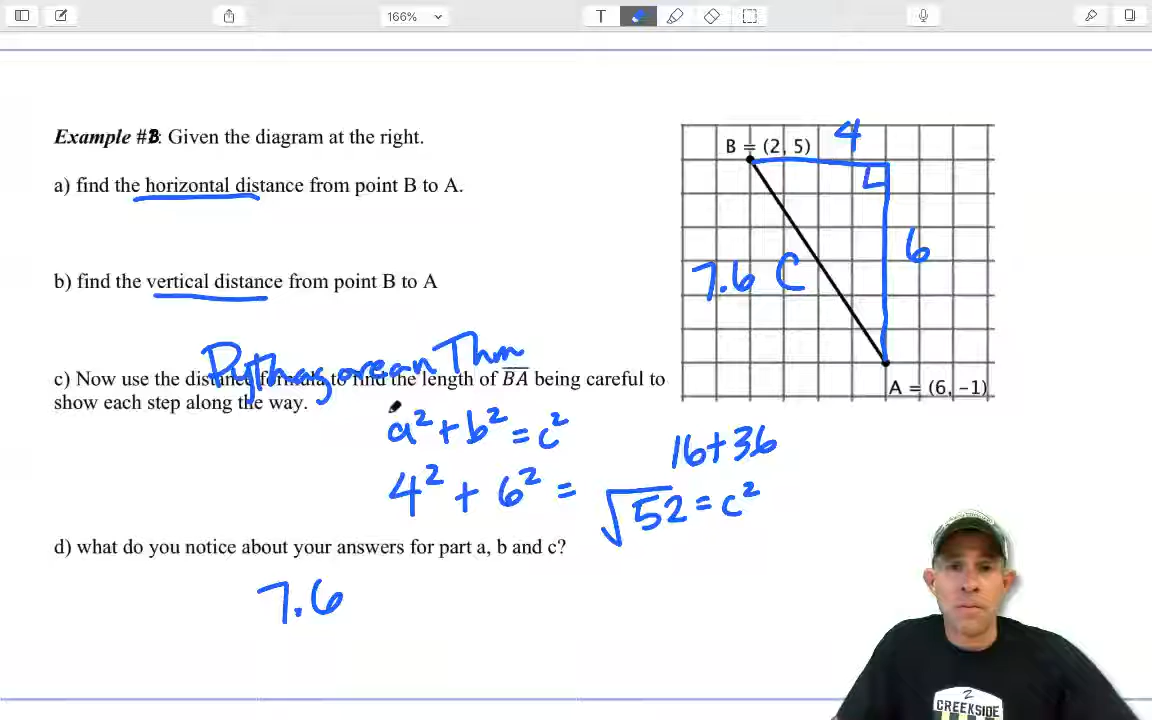 166%
T
Example #3: Given the diagram at the right.
4
B = (2, 5)
a) find the horizontal distance from point B to A.
6
7.6 C
b) find the vertical distance from point B to A
Pythagorean Thm
c) Now use the distance formula to find the length of BA being careful to
show each step along the way.
A = (6, −1)
a² + b² = c²
16 + 36
4² + 6² =
√52 = c²
d) what do you notice about your answers for part a, b and c?
7.6
2
CREEKSIDE